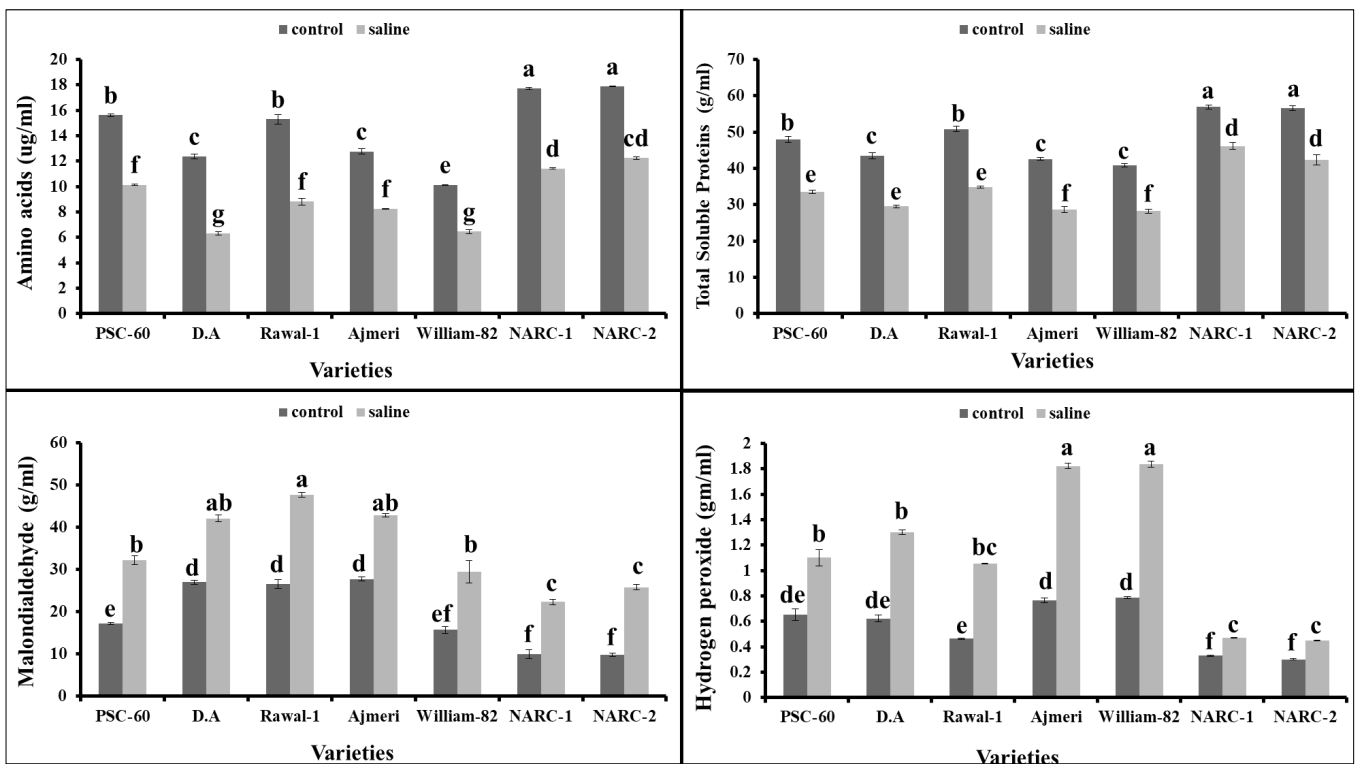 control saline
Amino acids (ug/ml)
20
18
16
14
12
10
8
6
4
2
0
b f c g b f c f e g a d a cd
PSC-60 D.A Rawal-1 Ajmeri William-82 NARC-1 NARC-2
Varieties
control saline
Total Soluble Proteins (g/ml)
70
60
50
40
30
20
10
0
b e c e b e c f c f a d a d
PSC-60 D.A Rawal-1 Ajmeri William-82 NARC-1 NARC-2
Varieties
control saline
Malondialdehyde (g/ml)
60
50
40
30
20
10
0
e b d ab d a d ab ef b f c f c
PSC-60 D.A Rawal-1 Ajmeri William-82 NARC-1 NARC-2
Varieties
control saline
Hydrogen peroxide (gm/ml)
2
1.8
1.6
1.4
1.2
1
0.8
0.6
0.4
0.2
0
de b de b e bc d a d a f c f c
PSC-60 D.A Rawal-1 Ajmeri William-82 NARC-1 NARC-2
Varieties